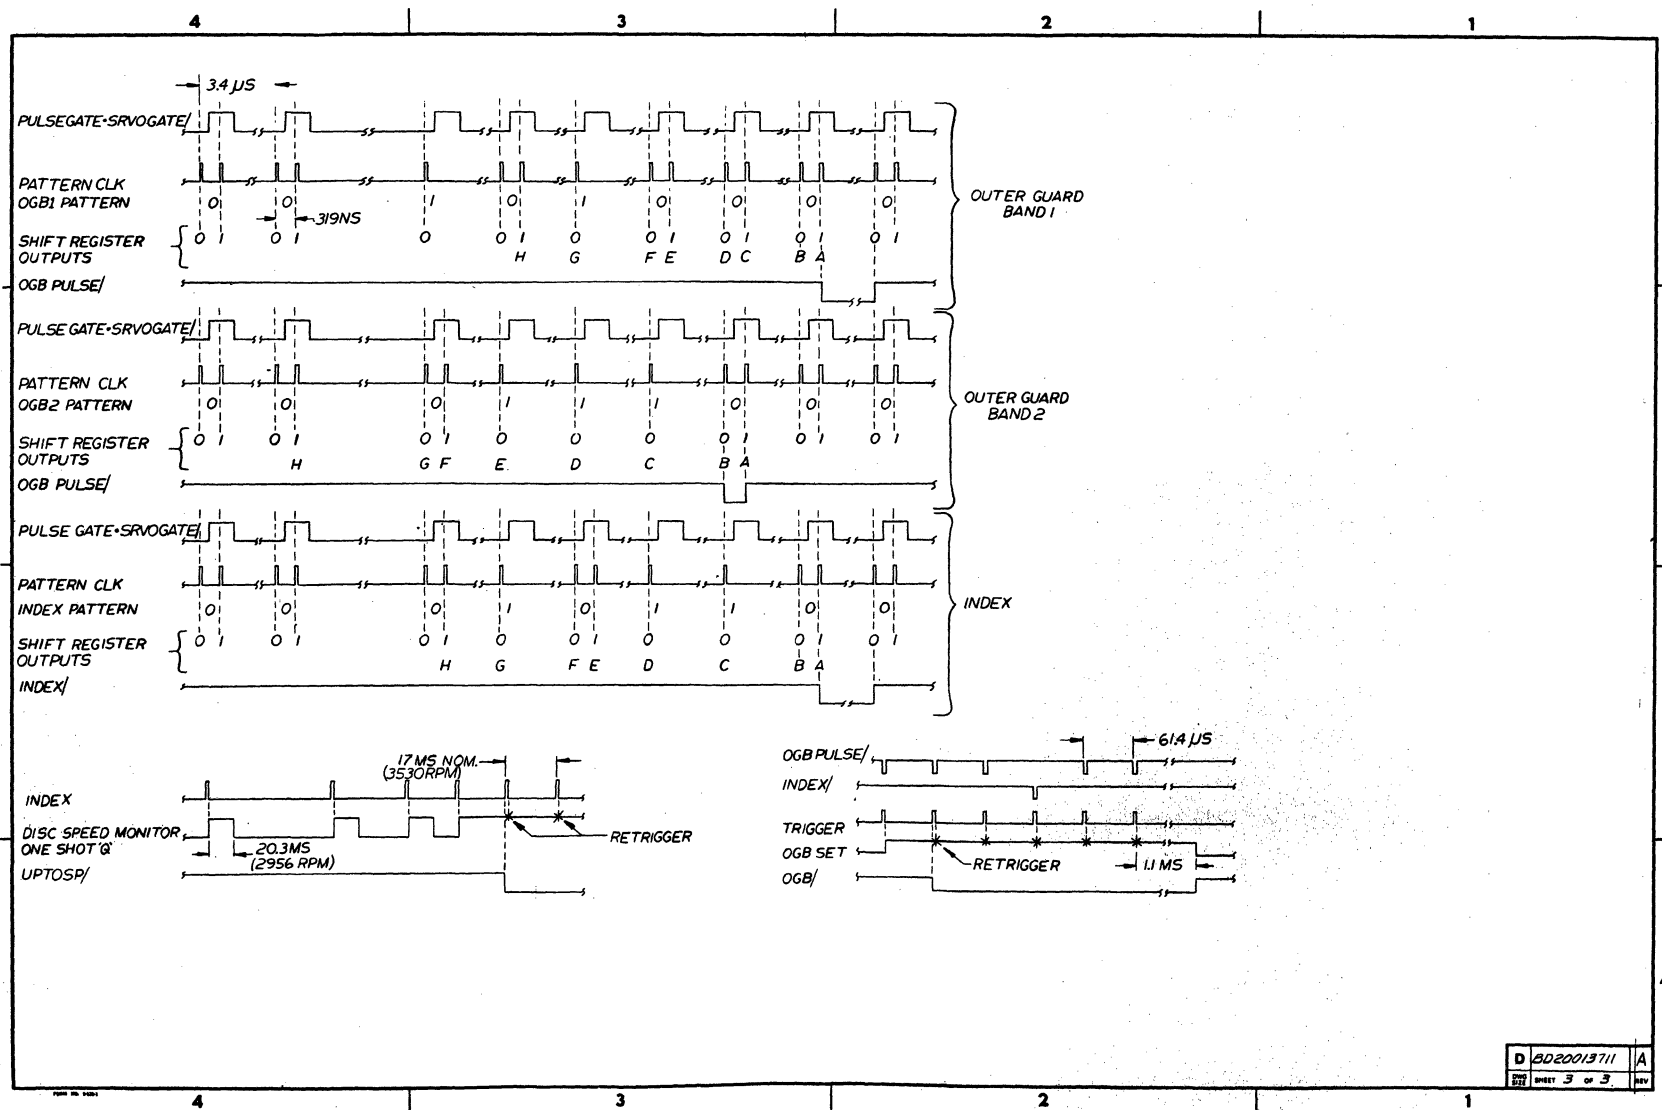 4 3 2 1
3.4 µS
PULSEGATE•SRVOGATE/
PATTERN CLK
OGB1 PATTERN 0 0 1 0 1 0 0 0 0
319NS
SHIFT REGISTER OUTPUTS { 0 1 0 1 0 0 1 0 0 1 0 1 0 1 0 1
H G F E D C B A
OGB PULSE/
OUTER GUARD
BAND 1
PULSE GATE•SRVOGATE/
PATTERN CLK
OGB2 PATTERN 0 0 0 1 1 1 0 0 0
SHIFT REGISTER OUTPUTS { 0 1 0 1 0 1 0 0 0 0 1 0 1 0 1
H G F E D C B A
OGB PULSE/
OUTER GUARD
BAND 2
PULSE GATE•SRVOGATE/
PATTERN CLK
INDEX PATTERN 0 0 0 1 0 1 1 0 0
SHIFT REGISTER OUTPUTS { 0 1 0 1 0 1 0 0 1 0 0 0 1 0 1
H G F E D C B A
INDEX/
INDEX
17 MS NOM.
(3530RPM)
INDEX
DISC SPEED MONITOR
ONE SHOT 'Q'
20.3MS
(2956 RPM)
RETRIGGER
UPTOSP/
OGB PULSE/
61.4 µS
INDEX/
TRIGGER
OGB SET
RETRIGGER
1.1 MS
OGB/
D BD20013711 A
DWG SIZE SHEET 3 OF 3 REV
4 3 2 1